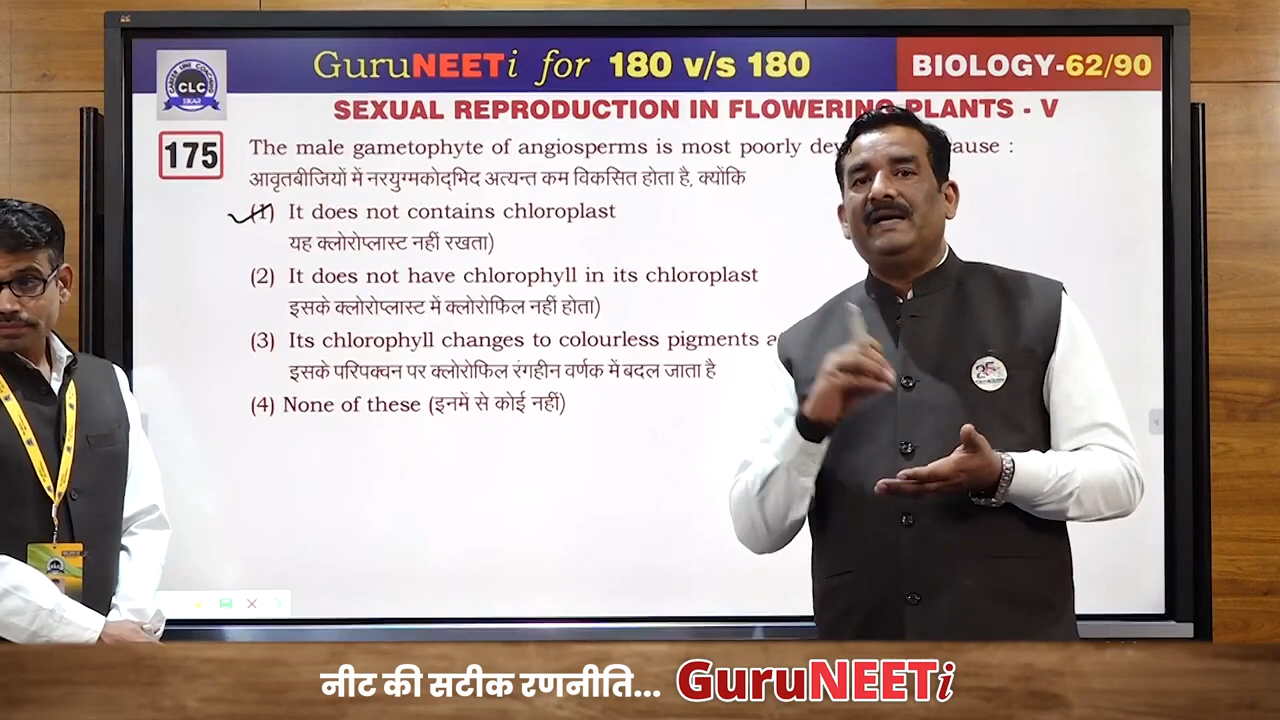 GuruNEETi for 180 v/s 180
BIOLOGY-62/90
CLC
SIKAR
SEXUAL REPRODUCTION IN FLOWERING PLANTS - V
175
The male gametophyte of angiosperms is most poorly :
आवृतबीजियों में नरयुग्मकोद्भिद अत्यन्त कम विकसित होता है, क्योंकि
(1) It does not contains chloroplast
यह क्लोरोप्लास्ट नहीं रखता)
(2) It does not have chlorophyll in its chloroplast
इसके क्लोरोप्लास्ट में क्लोरोफिल नहीं होता)
(3) Its chlorophyll changes to colourless pigments
इसके परिपक्वन पर क्लोरोफिल रंगहीन वर्णक में बदल जाता है
(4) None of these (इनमें से कोई नहीं)
25
नीट की सटीक रणनीति... GuruNEETi